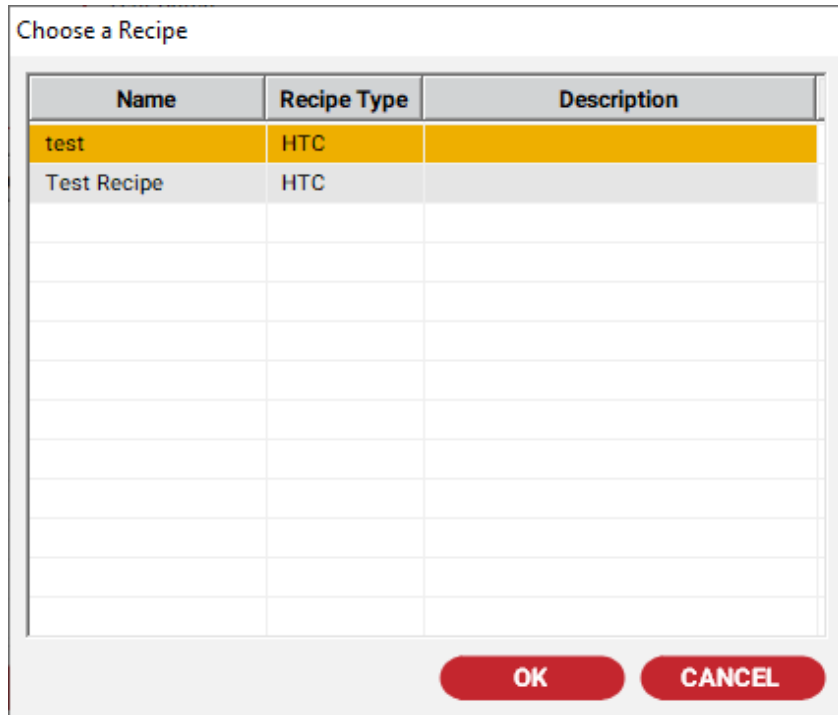 Choose a Recipe
Name Recipe Type Description
test HTC
Test Recipe HTC
OK CANCEL